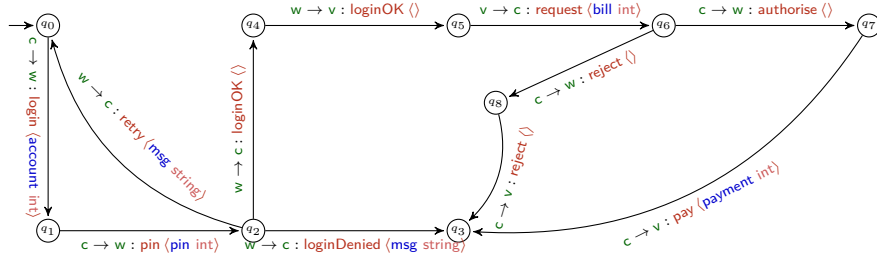 w → v : loginOK ⟨⟩
v → c : request ⟨bill int⟩
c → w : authorise ⟨⟩
q0
q4
q5
q6
q7
c → w : login ⟨account int⟩
w → c : retry ⟨msg string⟩
w → c : loginOK ⟨⟩
c → w : reject ⟨⟩
q8
c → v : reject ⟨⟩
c → v : pay ⟨payment int⟩
q1
q2
q3
c → w : pin ⟨pin int⟩
w → c : loginDenied ⟨msg string⟩